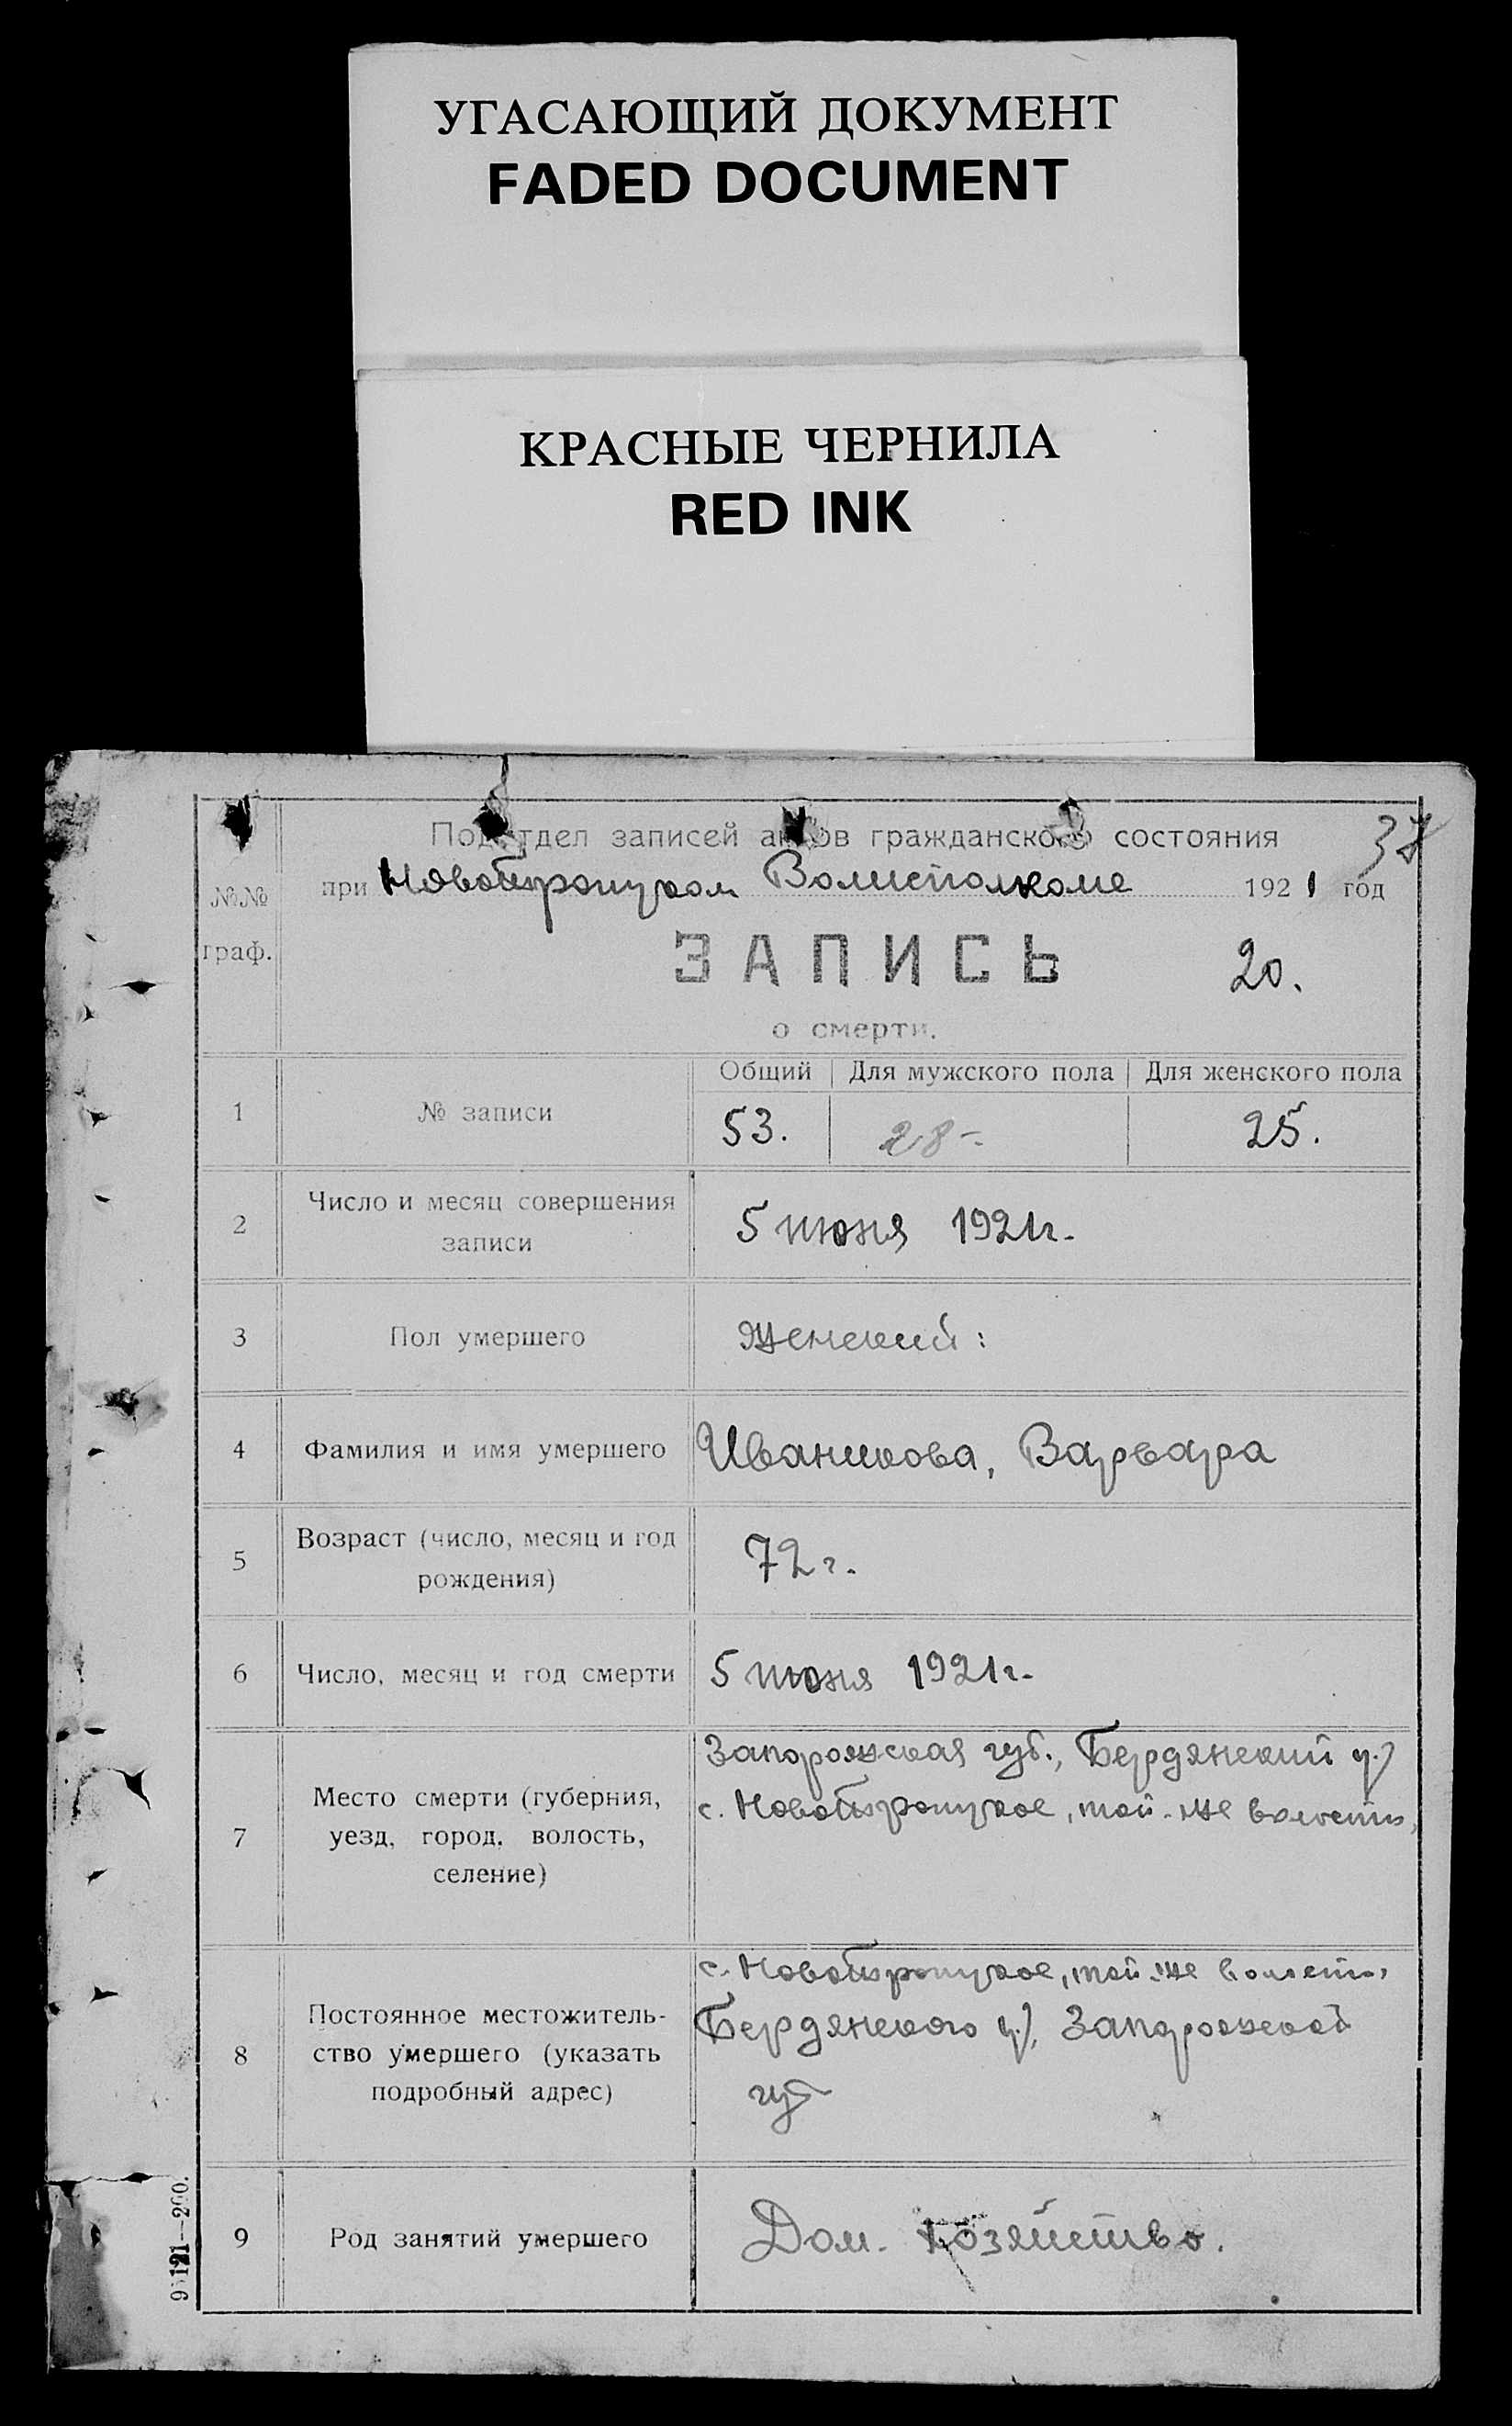 УГАСАЮЩИЙ ДОКУМЕНТ
FADED DOCUMENT
КРАСНЫЕ ЧЕРНИЛА
RED INK
Подотдел записей актов гражданского состояния
37
при Новотроицком Волисполкоме 1921 год
№№
граф.
ЗАПИСЬ
20.
о смерти.
Общий Для мужского пола Для женского пола
1 № записи 53. 28- 25.
2 Число и месяц совершения
записи
5 июня 1921г.
3 Пол умершего Женский:
4 Фамилия и имя умершего Иваникова, Варвара
5 Возраст (число, месяц и год
рождения)
72 г.
6 Число, месяц и год смерти 5 июня 1921г.
7 Место смерти (губерния,
уезд, город, волость,
селение)
Запорожская губ., Бердянский у.)
с. Новотроицкое, той-же волости,
8 Постоянное местожитель-
ство умершего (указать
подробный адрес)
с. Новотроицкое, той-же волости,
Бердянского у.), Запорожской
губ
9 Род занятий умершего Дом. хозяйство.